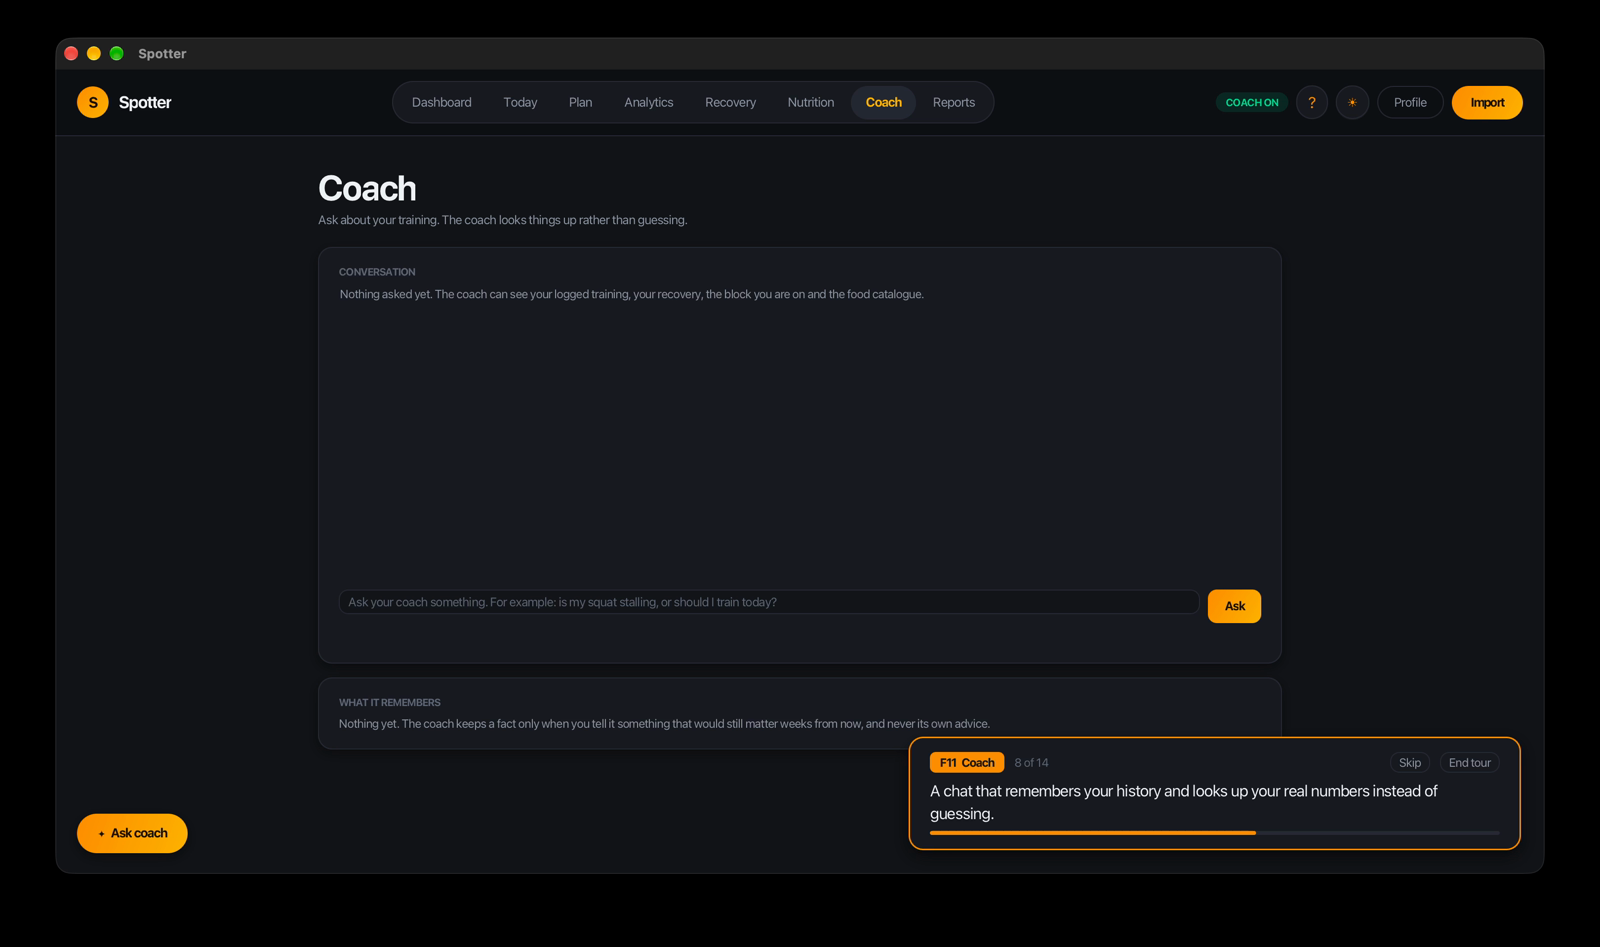 Spotter
S Spotter
Dashboard Today Plan Analytics Recovery Nutrition Coach Reports
COACH ON ? Profile Import
Coach
Ask about your training. The coach looks things up rather than guessing.
CONVERSATION
Nothing asked yet. The coach can see your logged training, your recovery, the block you are on and the food catalogue.
Ask your coach something. For example: is my squat stalling, or should I train today?
Ask
WHAT IT REMEMBERS
Nothing yet. The coach keeps a fact only when you tell it something that would still matter weeks from now, and never its own advice.
F11 Coach 8 of 14 Skip End tour
A chat that remembers your history and looks up your real numbers instead of
guessing.
Ask coach